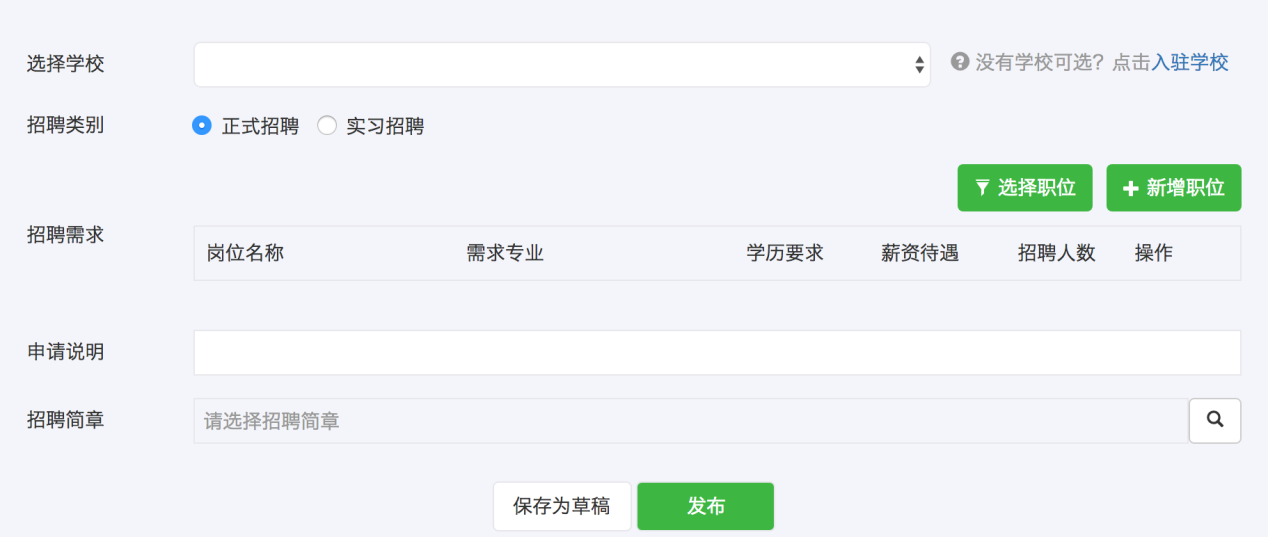 选择学校 没有学校可选？点击入驻学校
招聘类别 正式招聘 实习招聘
选择职位 新增职位
招聘需求
岗位名称 需求专业 学历要求 薪资待遇 招聘人数 操作
申请说明
招聘简章 请选择招聘简章
保存为草稿 发布